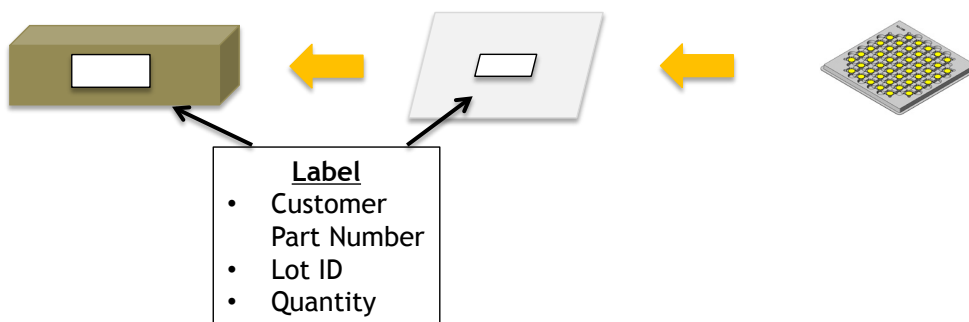 Label
• Customer
Part Number
• Lot ID
• Quantity